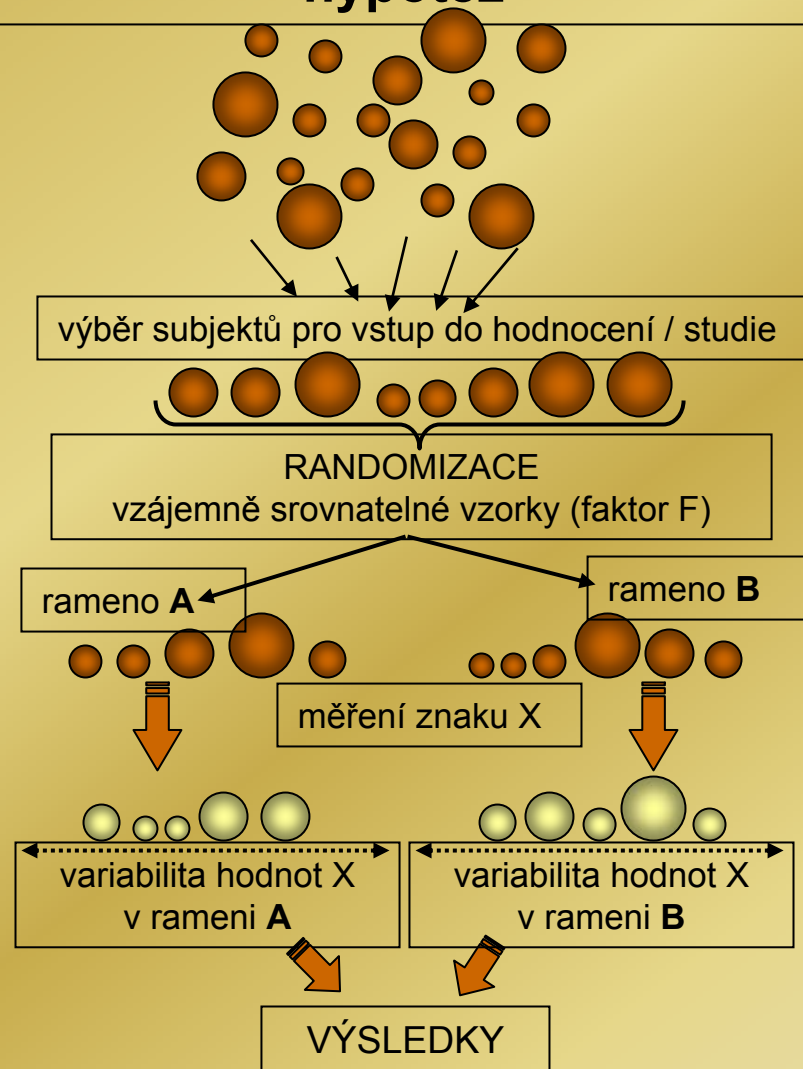 výběr subjektů pro vstup do hodnocení / studie
RANDOMIZACE
vzájemně srovnatelné vzorky (faktor F)
rameno A
rameno B
měření znaku X
variabilita hodnot X
v rameni A
variabilita hodnot X
v rameni B
VÝSLEDKY